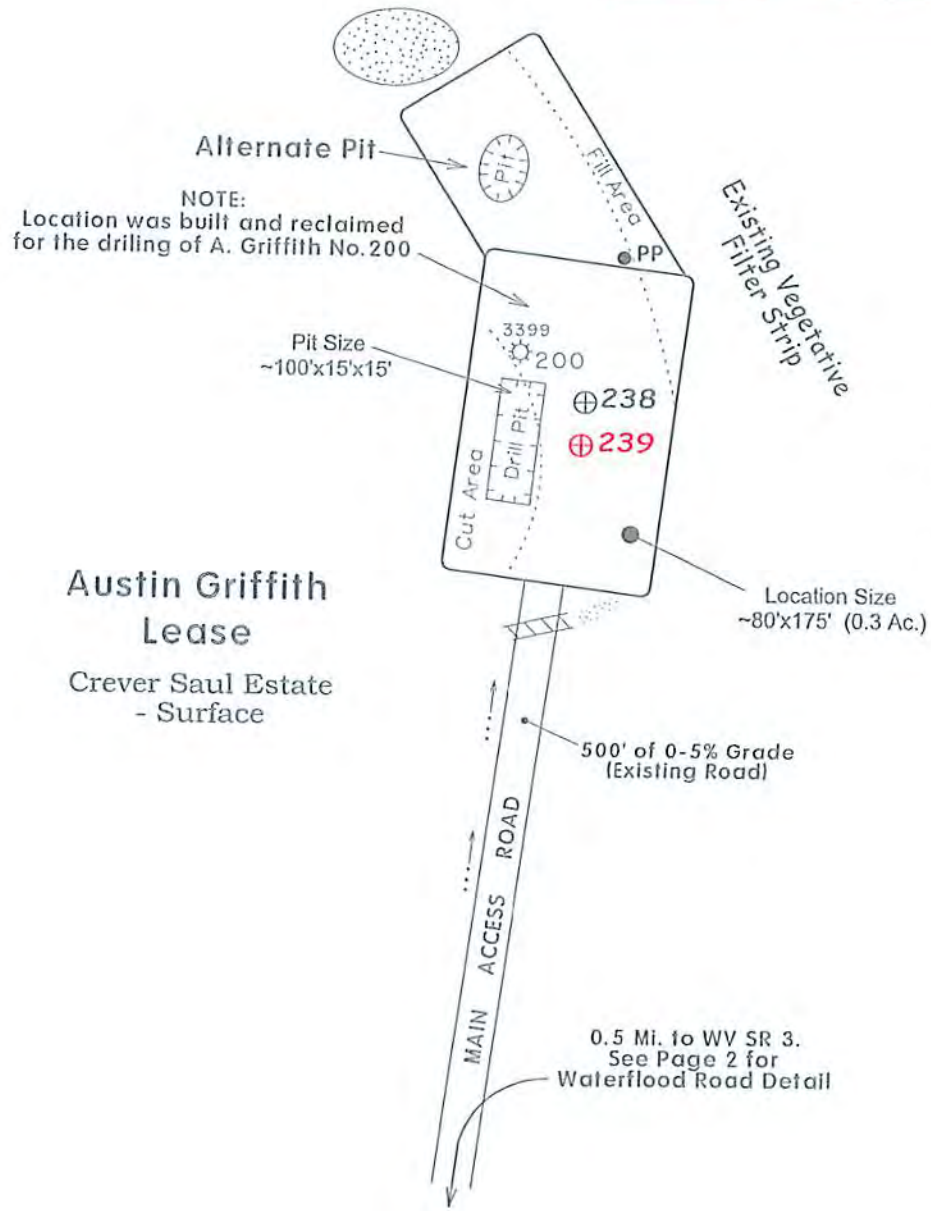 Alternate Pit
Pit
Fill Area
NOTE:
Location was built and reclaimed
for the driling of A. Griffith No. 200
PP
Existing Vegetative
Filter Strip
Pit Size
~100'x15'x15'
3399
200
238
239
Drill Pit
Cut Area
Austin Griffith
Lease
Crever Saul Estate
- Surface
Location Size
~80'x175' (0.3 Ac.)
500' of 0-5% Grade
(Existing Road)
MAIN ACCESS ROAD
0.5 Mi. to WV SR 3.
See Page 2 for
Waterflood Road Detail